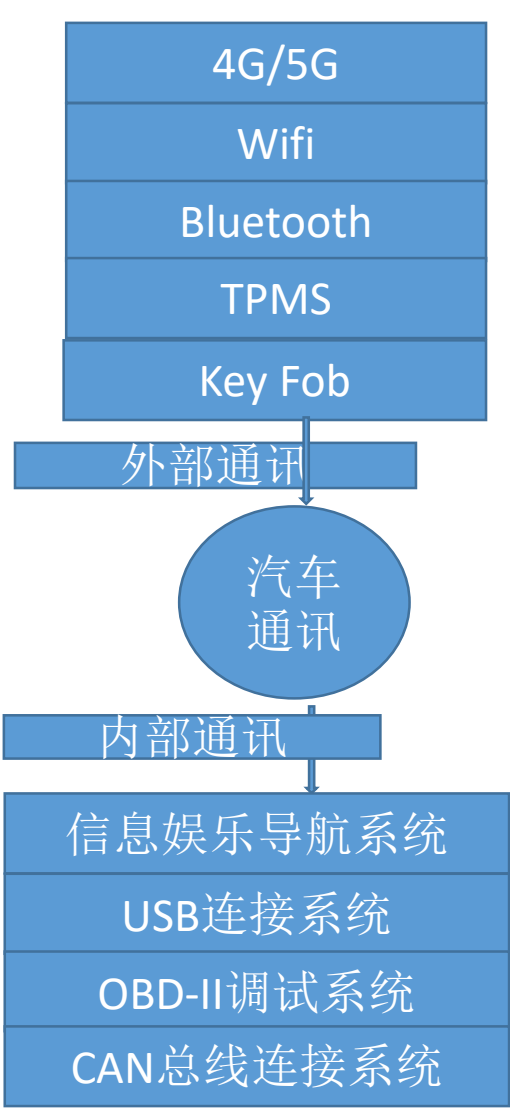 4G/5G
Wifi
Bluetooth
TPMS
Key Fob
外部通讯
汽车
通讯
内部通讯
信息娱乐导航系统
USB连接系统
OBD-II调试系统
CAN总线连接系统